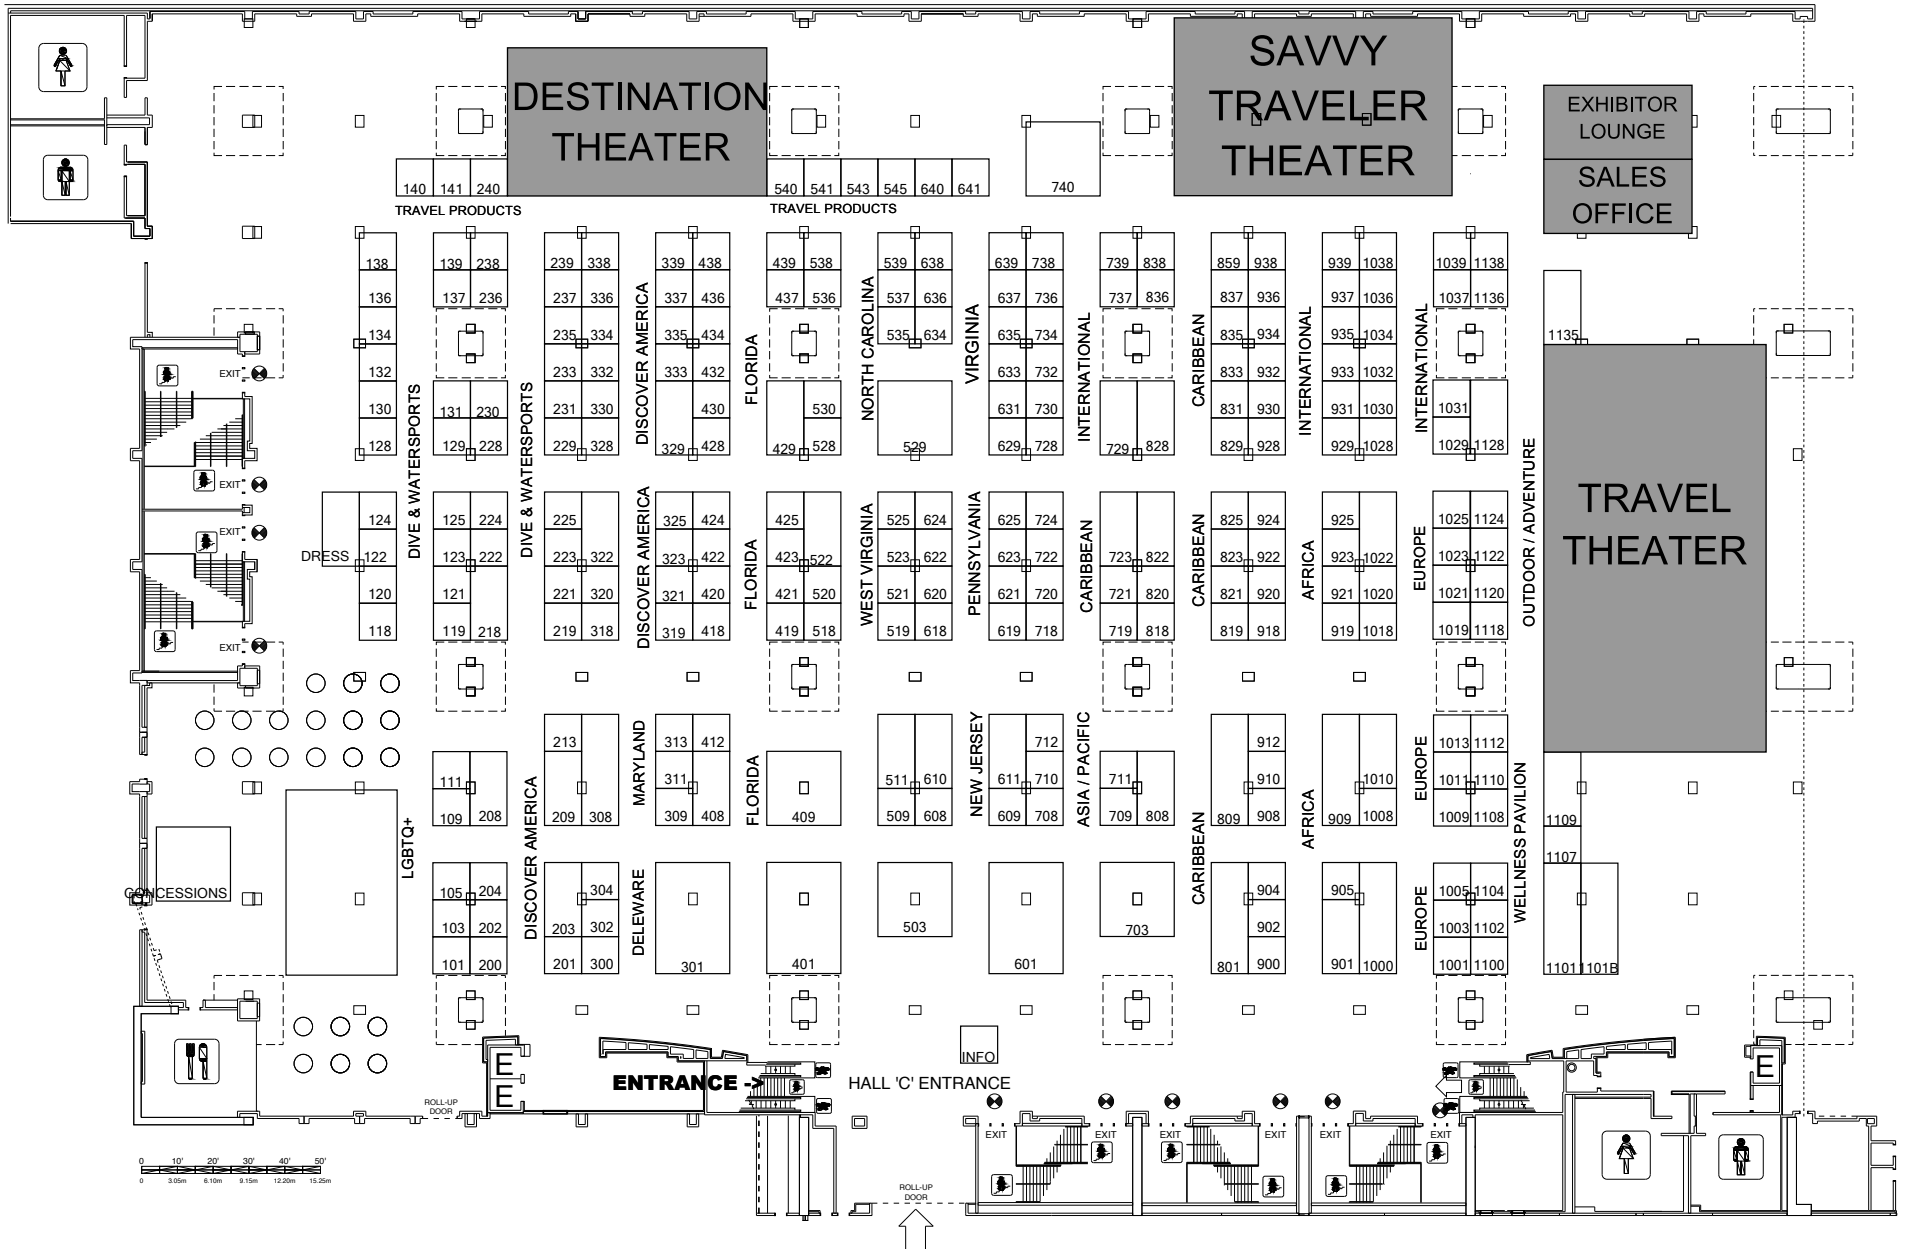 SAVVY
TRAVELER
THEATER
DESTINATION
THEATER
EXHIBITOR
LOUNGE
SALES
OFFICE
140 141 240
540 541 543 545 640 641
740
TRAVEL PRODUCTS
TRAVEL PRODUCTS
138 139 238 239 338 339 438 439 538 539 638 639 738 739 838 859 938 939 1038 1039 1138
136 137 236 237 336 337 436 437 536 537 636 637 736 737 836 837 936 937 1036 1037 1136
134 235 334 335 434 535 634 635 734 835 934 935 1034 1135
132 233 332 333 432 633 732 833 932 933 1032
130 131 230 231 330 430 530 631 730 831 930 931 1030 1031
128 129 228 229 328 329 428 429 528 529 629 728 729 828 829 928 929 1028 1029 1128
DIVE & WATERSPORTS
DIVE & WATERSPORTS
DISCOVER AMERICA
FLORIDA
NORTH CAROLINA
VIRGINIA
INTERNATIONAL
CARIBBEAN
INTERNATIONAL
INTERNATIONAL
OUTDOOR / ADVENTURE
TRAVEL
THEATER
EXIT
EXIT
EXIT
EXIT
DRESS
124 125 224 225 325 424 425 525 624 625 724 825 924 925 1025 1124
122 123 222 223 322 323 422 423 522 523 622 623 722 723 822 823 922 923 1022 1023 1122
120 121 221 320 321 420 421 520 521 620 621 720 721 820 821 920 921 1020 1021 1120
118 119 218 219 318 319 418 419 518 519 618 619 718 719 818 819 918 919 1018 1019 1118
DISCOVER AMERICA
FLORIDA
WEST VIRGINIA
PENNSYLVANIA
CARIBBEAN
CARIBBEAN
AFRICA
EUROPE
213 313 412 712 912 1013 1112
111 311 511 610 611 710 711 910 1010 1011 1110
109 208 209 308 309 408 409 509 608 609 708 709 808 809 908 909 1008 1009 1108 1109
1107
LGBTQ+
DISCOVER AMERICA
MARYLAND
FLORIDA
NEW JERSEY
ASIA / PACIFIC
CARIBBEAN
AFRICA
EUROPE
WELLNESS PAVILION
CONCESSIONS
105 204 304 904 905 1005 1104
103 202 203 302 503 703 902 1003 1102
101 200 201 300 301 401 601 801 900 901 1000 1001 1100 1101 1101B
DELEWARE
EUROPE
E
E
ENTRANCE ->
INFO
HALL 'C' ENTRANCE
E
ROLL-UP
DOOR
EXIT EXIT EXIT EXIT EXIT EXIT
0 10' 20' 30' 40' 50'
0 3.05m 6.10m 9.15m 12.20m 15.25m
ROLL-UP
DOOR